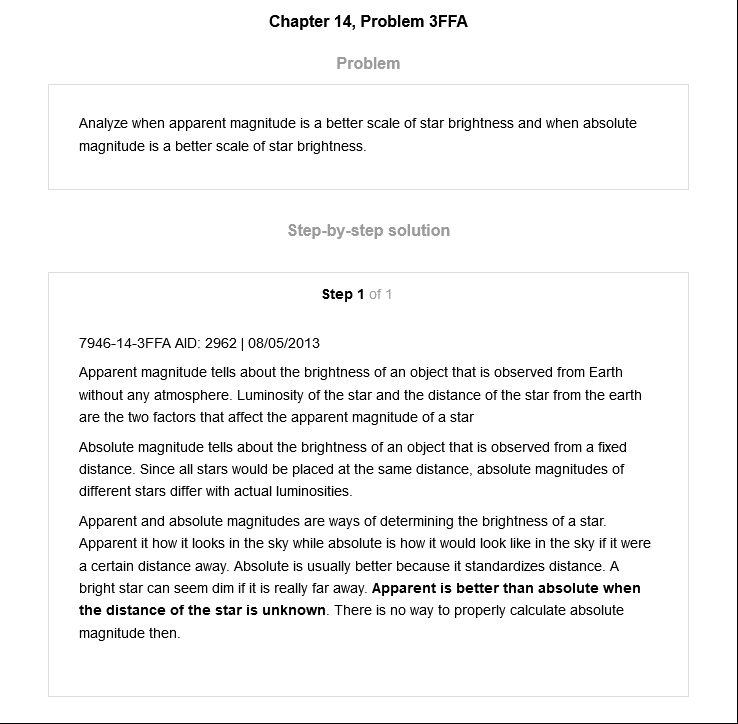 Chapter 14, Problem 3FFA
Problem
Analyze when apparent magnitude is a better scale of star brightness and when absolute
magnitude is a better scale of star brightness.
Step-by-step solution
Step 1 of 1
7946-14-3FFA AID: 2962 | 08/05/2013
Apparent magnitude tells about the brightness of an object that is observed from Earth
without any atmosphere. Luminosity of the star and the distance of the star from the earth
are the two factors that affect the apparent magnitude of a star
Absolute magnitude tells about the brightness of an object that is observed from a fixed
distance. Since all stars would be placed at the same distance, absolute magnitudes of
different stars differ with actual luminosities.
Apparent and absolute magnitudes are ways of determining the brightness of a star.
Apparent it how it looks in the sky while absolute is how it would look like in the sky if it were
a certain distance away. Absolute is usually better because it standardizes distance. A
bright star can seem dim if it is really far away. Apparent is better than absolute when
the distance of the star is unknown. There is no way to properly calculate absolute
magnitude then.